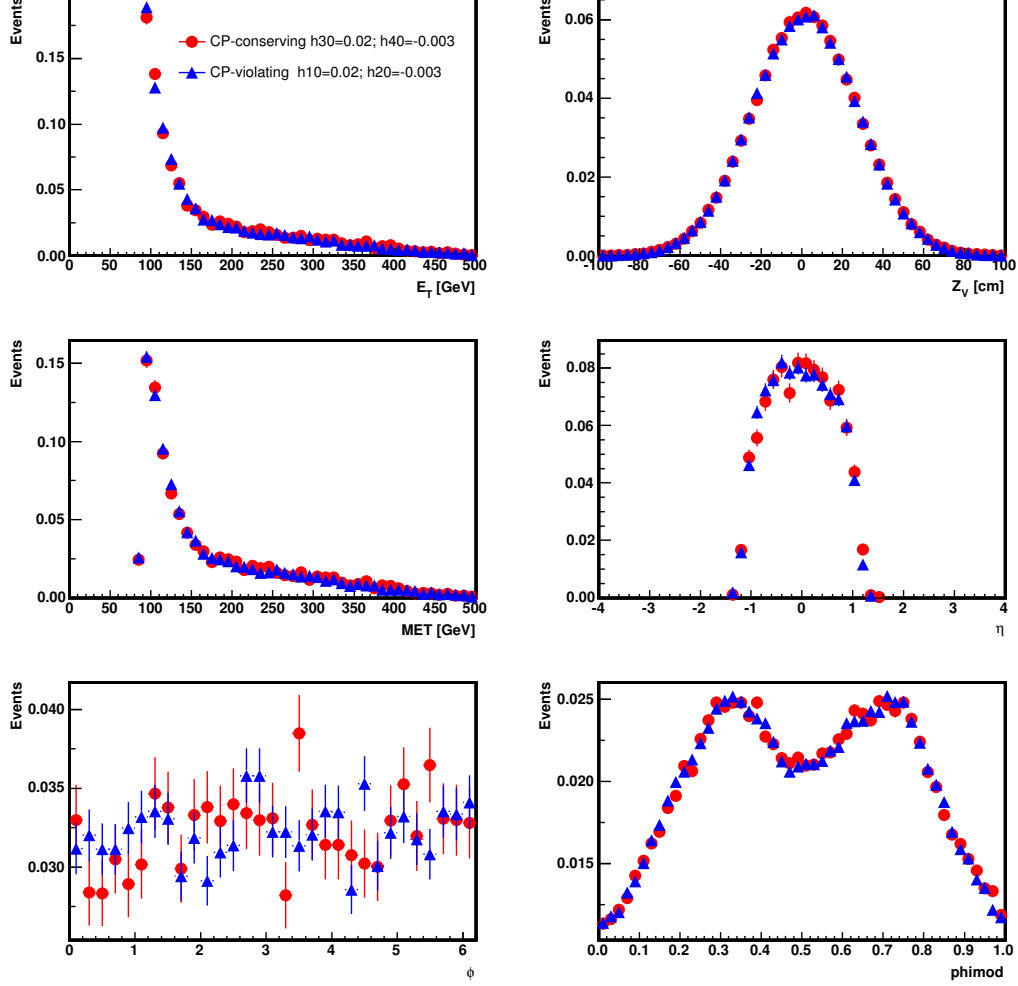 Events
0.15
0.10
0.05
0.00
CP-conserving h30=0.02; h40=-0.003
CP-violating h10=0.02; h20=-0.003
0 50 100 150 200 250 300 350 400 450 500
E_T [GeV]
Events
0.06
0.04
0.02
0.00
-100 -80 -60 -40 -20 0 20 40 60 80 100
Z_V [cm]
Events
0.15
0.10
0.05
0.00
0 50 100 150 200 250 300 350 400 450 500
MET [GeV]
Events
0.08
0.06
0.04
0.02
0.00
-4 -3 -2 -1 0 1 2 3 4
η
Events
0.040
0.035
0.030
0 1 2 3 4 5 6
ϕ
Events
0.025
0.020
0.015
0.0 0.1 0.2 0.3 0.4 0.5 0.6 0.7 0.8 0.9 1.0
phimod